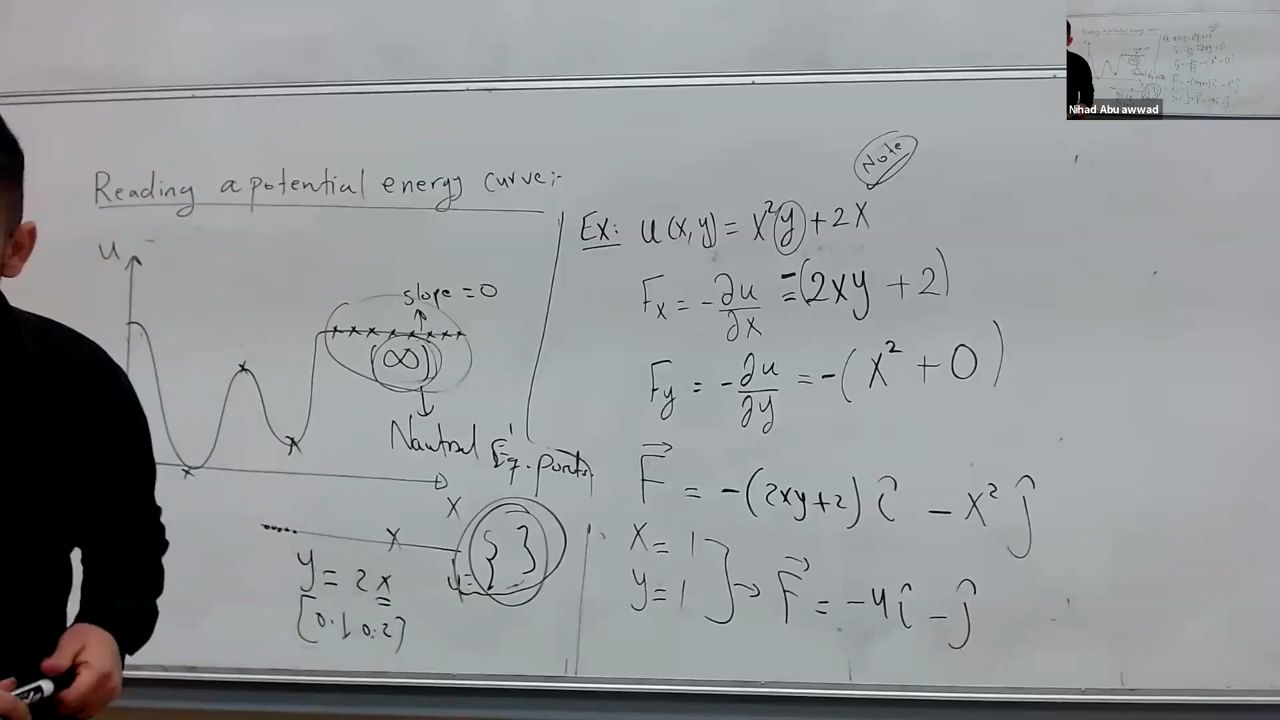 Reading a potential energy curve:-
U
slope = 0
(∞)
Nautral Eq. points
X
X
y = 2x
[0.1 0.2]
{ }
Note
Ex: u(x,y) = x²y + 2x
Fx = -∂u/∂x = -(2xy + 2)
Fy = -∂u/∂y = -(x² + 0)
F⃗ = -(2xy+2) î - x² ĵ
x = 1
y = 1
→ F⃗ = -4î - ĵ
Nihad Abu awwad